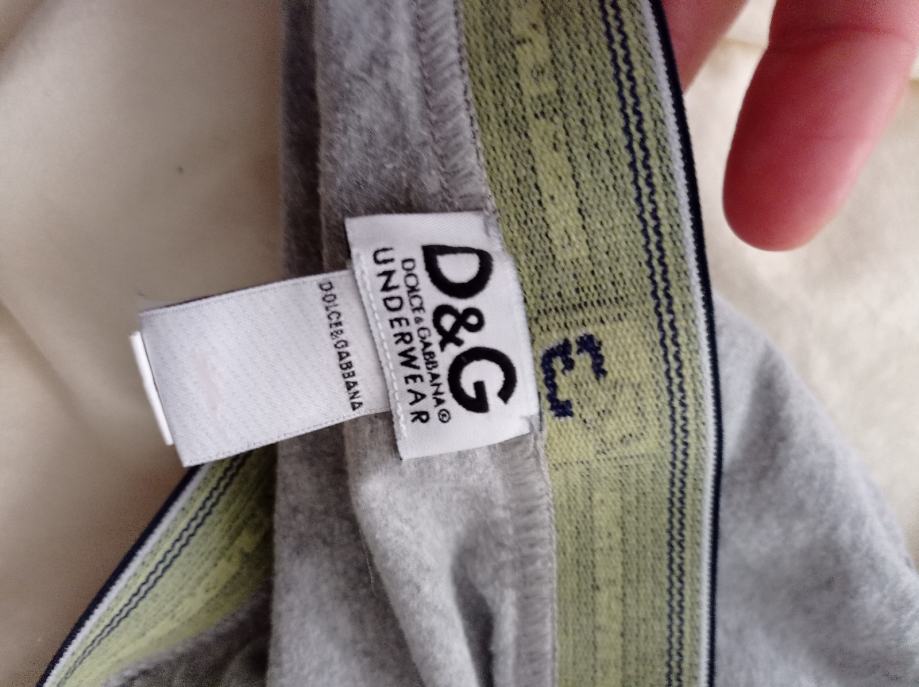 D&G
DOLCE & GABBANA®
UNDERWEAR
DOLCE&GABBANA